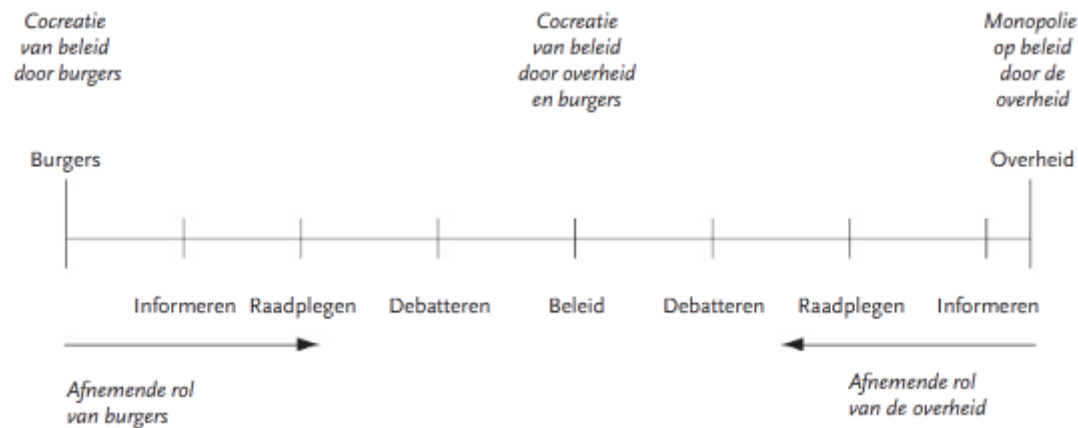 Cocreatie
van beleid
door burgers
Cocreatie
van beleid
door overheid
en burgers
Monopolie
op beleid
door de
overheid
Burgers
Overheid
Informeren Raadplegen Debatteren Beleid Debatteren Raadplegen Informeren
Afnemende rol
van burgers
Afnemende rol
van de overheid